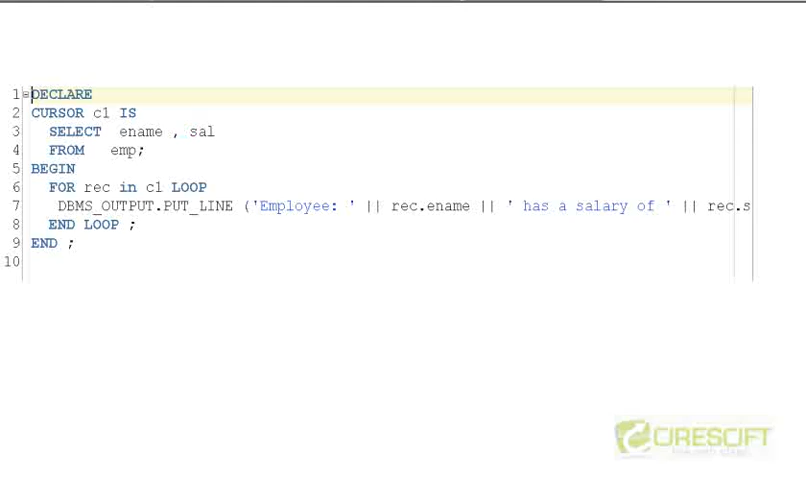 1 DECLARE
2 CURSOR c1 IS
3 SELECT ename , sal
4 FROM emp;
5 BEGIN
6 FOR rec in c1 LOOP
7 DBMS_OUTPUT.PUT_LINE ('Employee: ' || rec.ename || ' has a salary of ' || rec.s
8 END LOOP ;
9 END ;
10